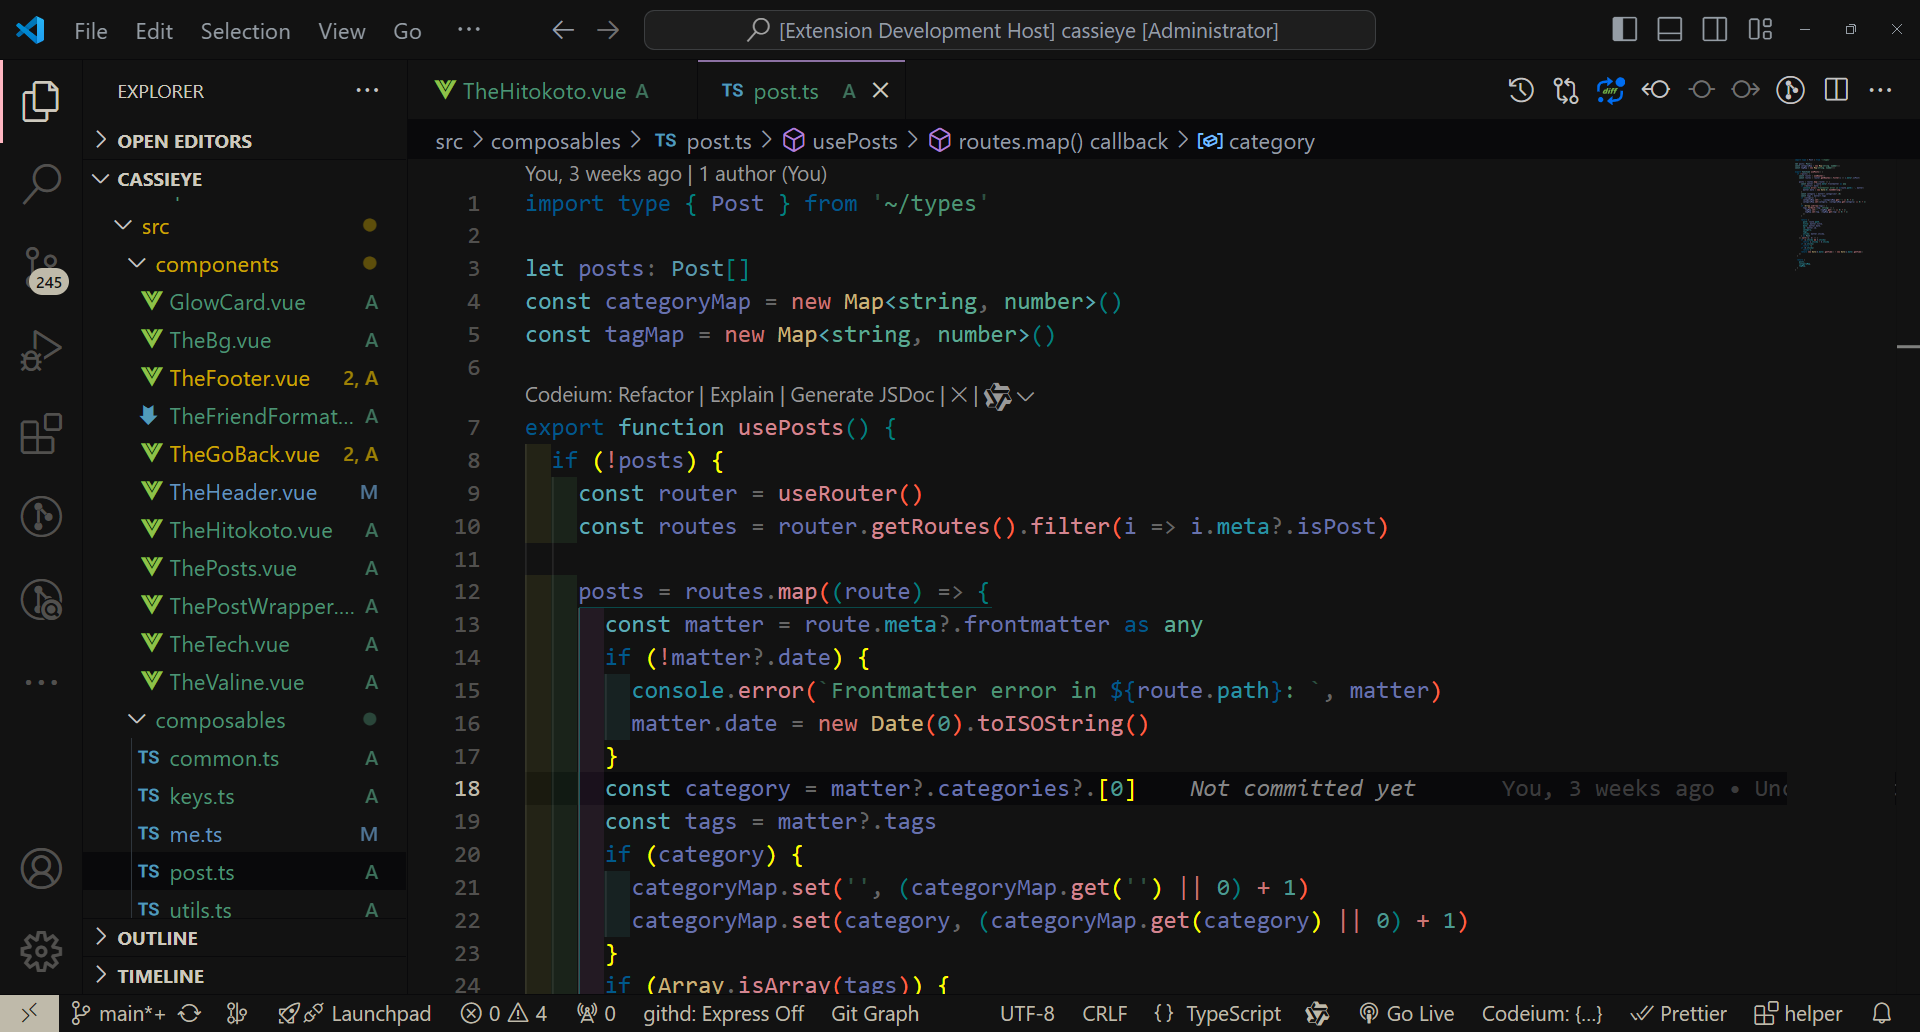 File Edit Selection View Go ··· [Extension Development Host] cassieye [Administrator]
EXPLORER
OPEN EDITORS
CASSIEYE
src
components
GlowCard.vue A
TheBg.vue A
TheFooter.vue 2, A
TheFriendFormat... A
TheGoBack.vue 2, A
TheHeader.vue M
TheHitokoto.vue A
ThePosts.vue A
ThePostWrapper.... A
TheTech.vue A
TheValine.vue A
composables
TS common.ts A
TS keys.ts A
TS me.ts M
TS post.ts A
TS utils.ts A
OUTLINE
TIMELINE
245
TheHitokoto.vue A TS post.ts A
diff
src > composables > TS post.ts > usePosts > routes.map() callback > category
You, 3 weeks ago | 1 author (You)
1 import type { Post } from '~/types'
2
3 let posts: Post[]
4 const categoryMap = new Map<string, number>()
5 const tagMap = new Map<string, number>()
6
Codeium: Refactor | Explain | Generate JSDoc | X |
7 export function usePosts() {
8 if (!posts) {
9 const router = useRouter()
10 const routes = router.getRoutes().filter(i => i.meta?.isPost)
11
12 posts = routes.map((route) => {
13 const matter = route.meta?.frontmatter as any
14 if (!matter?.date) {
15 console.error(`Frontmatter error in ${route.path}: `, matter)
16 matter.date = new Date(0).toISOString()
17 }
18 const category = matter?.categories?.[0] Not committed yet You, 3 weeks ago • Unc
19 const tags = matter?.tags
20 if (category) {
21 categoryMap.set('', (categoryMap.get('') || 0) + 1)
22 categoryMap.set(category, (categoryMap.get(category) || 0) + 1)
23 }
24 if (Array.isArray(tags)) {
main*+ Launchpad 0 4 0 githd: Express Off Git Graph UTF-8 CRLF {} TypeScript Go Live Codeium: {...} Prettier helper